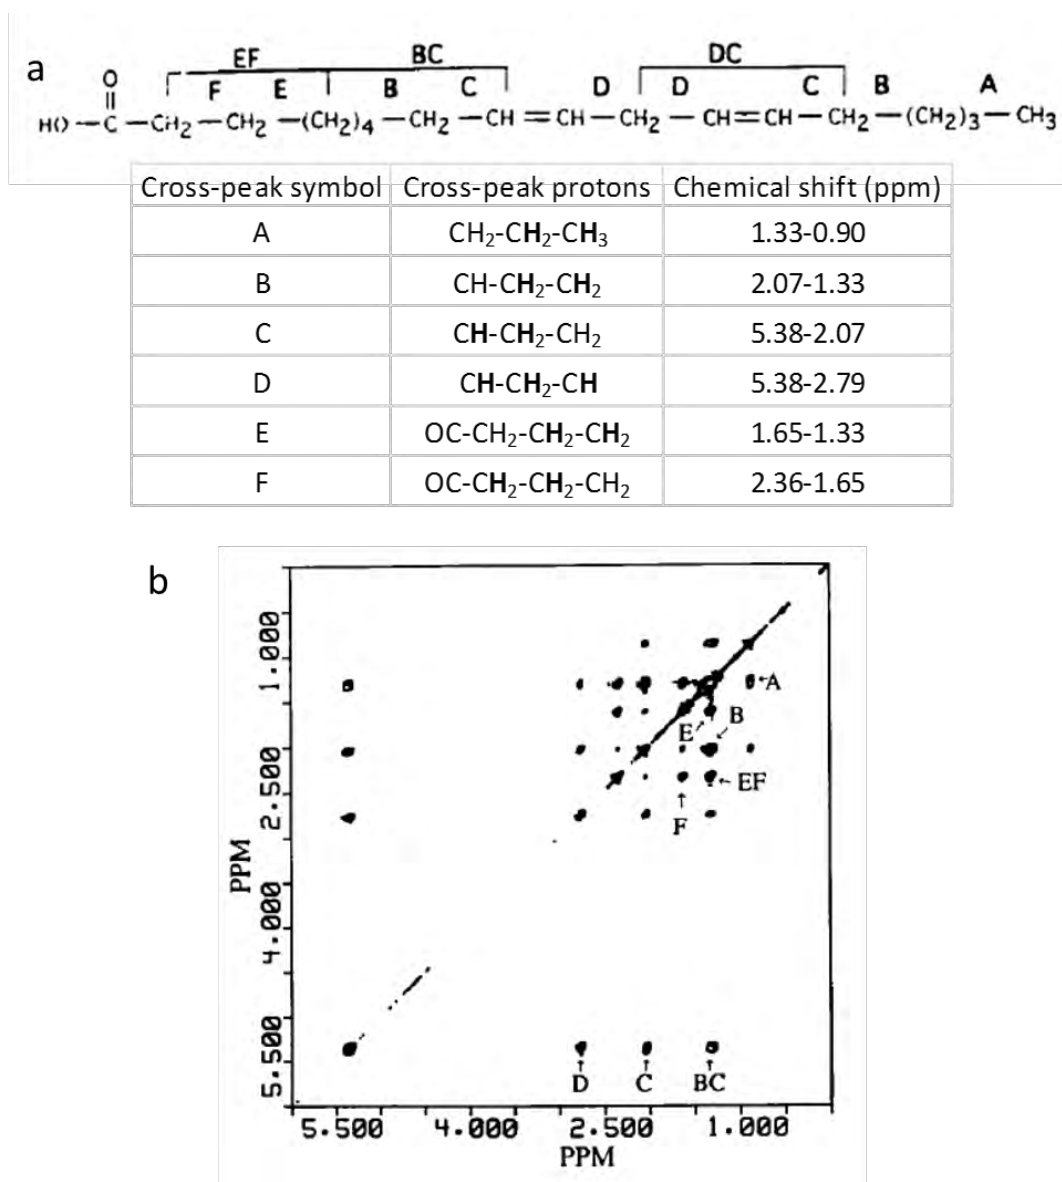 a
EF BC DC
O F E B C D D C B A
HO—C—CH₂—CH₂—(CH₂)₄—CH₂—CH=CH—CH₂—CH=CH—CH₂—(CH₂)₃—CH₃
Cross-peak symbol Cross-peak protons Chemical shift (ppm)
A CH₂-CH₂-CH₃ 1.33-0.90
B CH-CH₂-CH₂ 2.07-1.33
C CH-CH₂-CH₂ 5.38-2.07
D CH-CH₂-CH 5.38-2.79
E OC-CH₂-CH₂-CH₂ 1.65-1.33
F OC-CH₂-CH₂-CH₂ 2.36-1.65
b
1.000
2.500
4.000
5.500
PPM
A
B
E
EF
F
D C BC
5.500 4.000 2.500 1.000
PPM